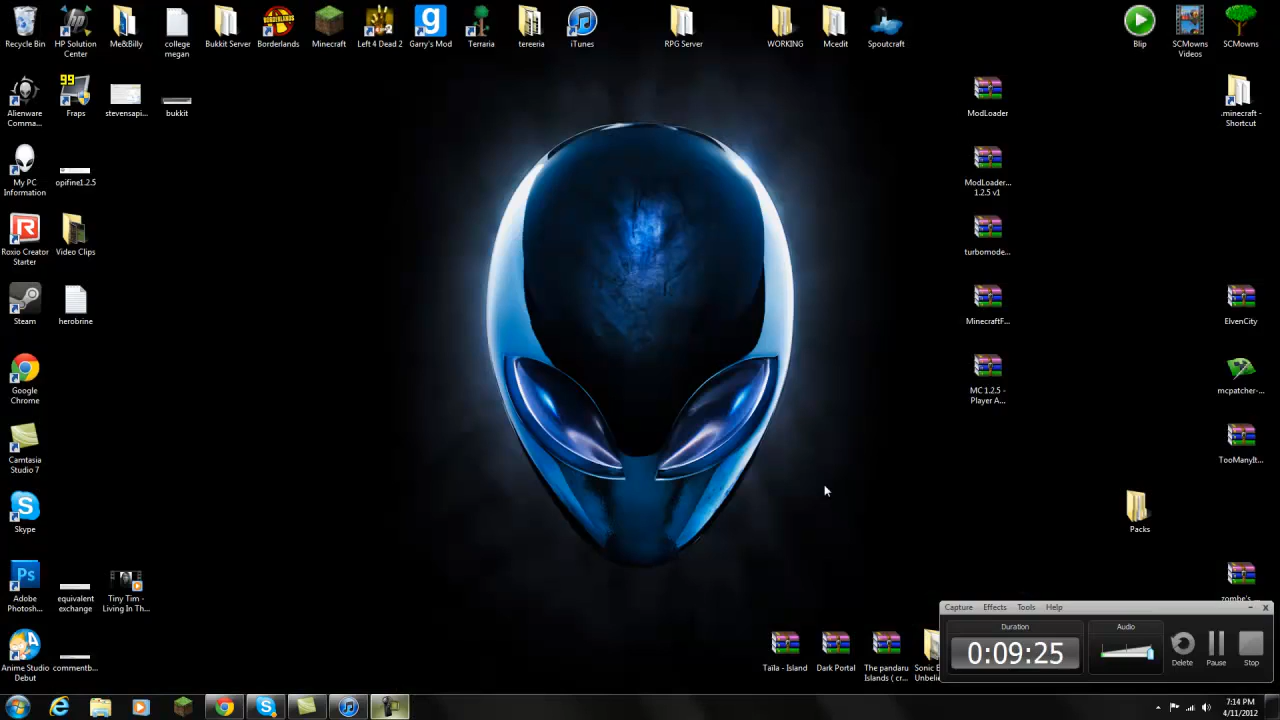 Recycle Bin
HP Solution
Center
Me&Billy
college
megan
Bukkit Server
Borderlands
Minecraft
Left 4 Dead 2
Garry's Mod
Terraria
tereeria
iTunes
RPG Server
WORKING
Mcedit
Spoutcraft
Blip
SCMowns
Videos
SCMowns
Alienware
Comma...
99
Fraps
stevensapi...
bukkit
ModLoader
.minecraft -
Shortcut
My PC
Information
opifine1.2.5
ModLoader...
1.2.5 v1
Roxio Creator
Starter
Video Clips
turbomode...
Steam
herobrine
MinecraftF...
ElvenCity
Google
Chrome
MC 1.2.5 -
Player A...
mcpatcher-...
Camtasia
Studio 7
TooManyIt...
Skype
Packs
Ps
Adobe
Photosh...
equivalent
exchange
Tiny Tim -
Living In Th...
zombe's...
Anime Studio
Debut
commentb...
Taila - Island
Dark Portal
The pandaru
Islands ( cr...
Sonic E
Unbelie
Capture
Effects
Tools
Help
Duration
0:09:25
Audio
Delete
Pause
Stop
7:14 PM
4/11/2012